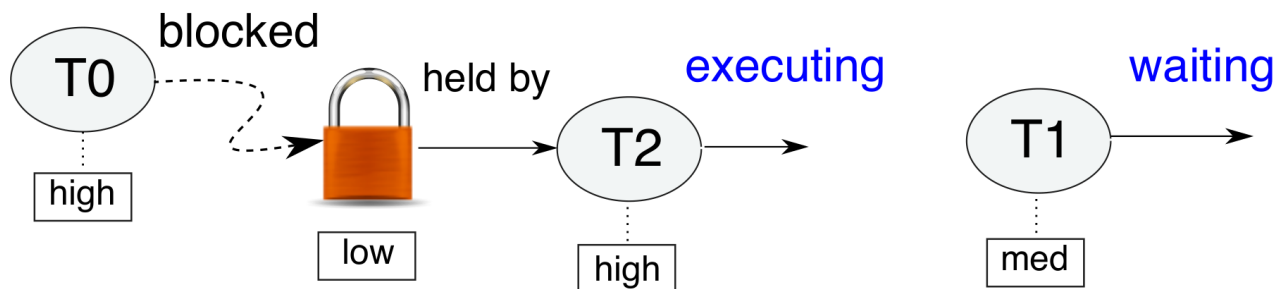 blocked
T0
high
low
held by
T2
high
executing
T1
med
waiting